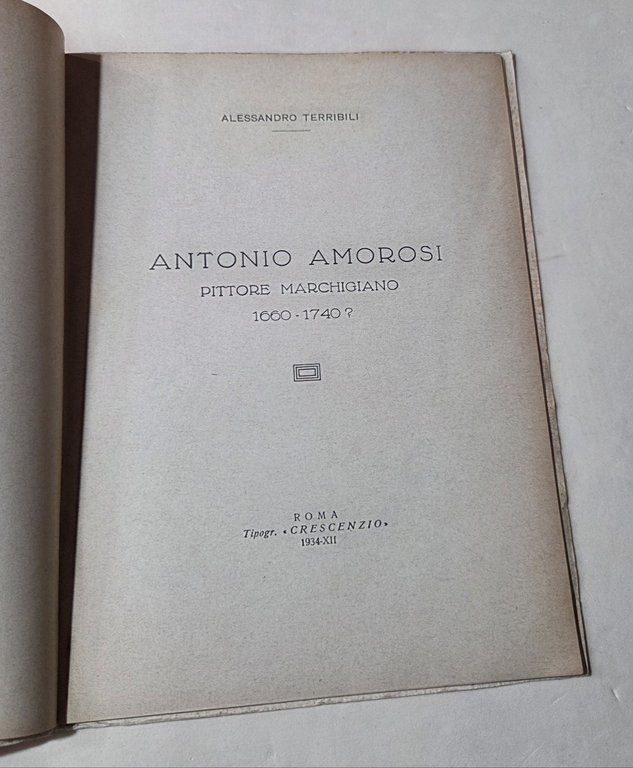 ALESSANDRO TERRIBILI
ANTONIO AMOROSI
PITTORE MARCHIGIANO
1660 - 1740 ?
ROMA
Tipogr. «CRESCENZIO»
1934-XII